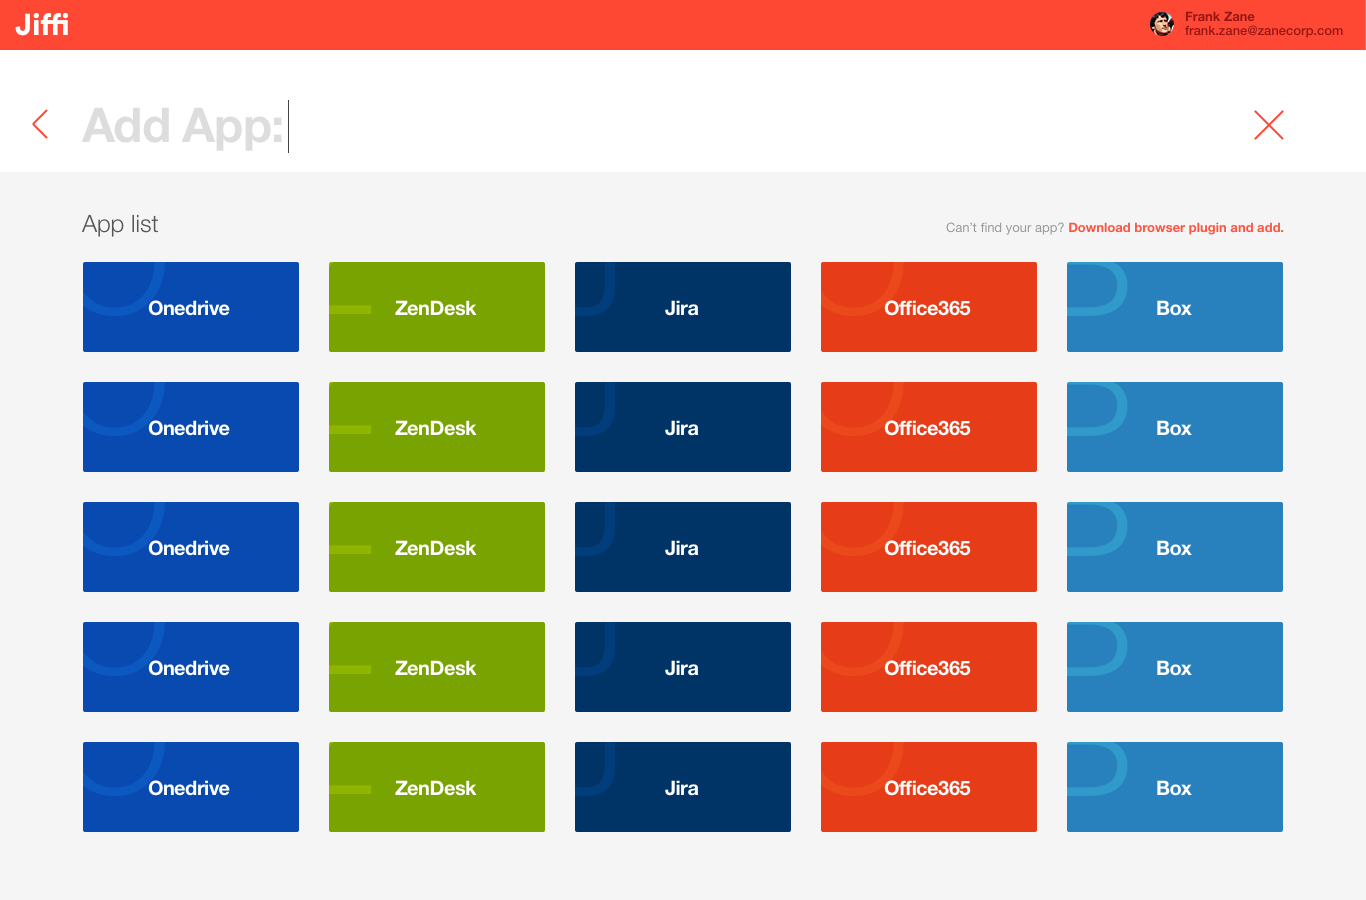 Jiffi
Frank Zane
frank.zane@zanecorp.com
Add App:
App list
Can't find your app? Download browser plugin and add.
Onedrive ZenDesk Jira Office365 Box
Onedrive ZenDesk Jira Office365 Box
Onedrive ZenDesk Jira Office365 Box
Onedrive ZenDesk Jira Office365 Box
Onedrive ZenDesk Jira Office365 Box